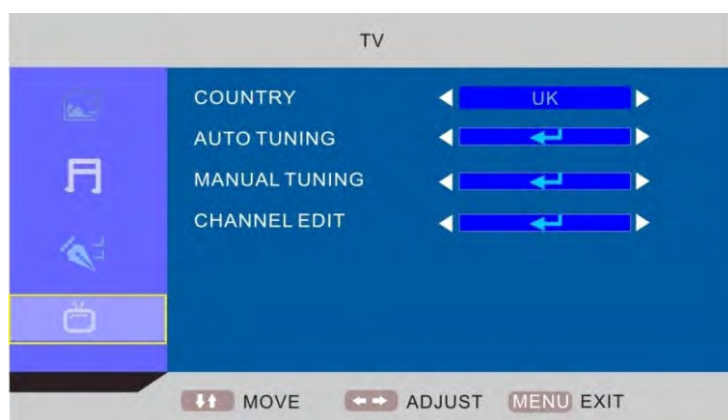 TV
COUNTRY UK
AUTO TUNING
MANUAL TUNING
CHANNEL EDIT
MOVE ADJUST MENU EXIT